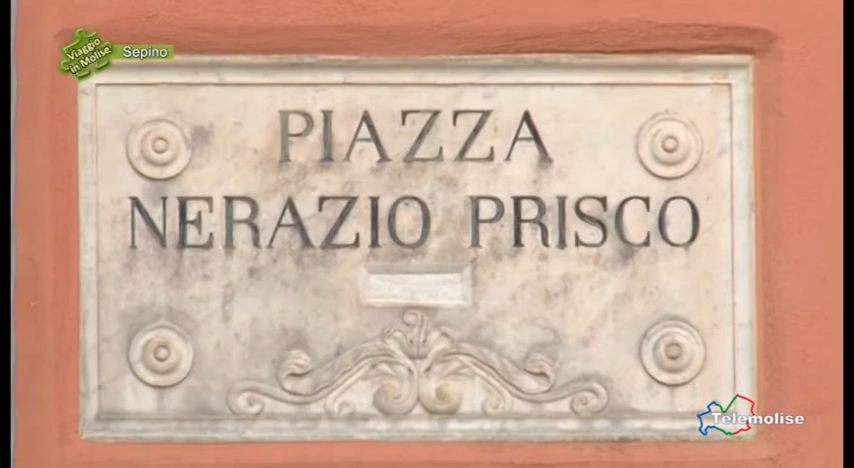 Viaggio
in Molise
Sepino
PIAZZA
NERAZIO PRISCO
Telemolise